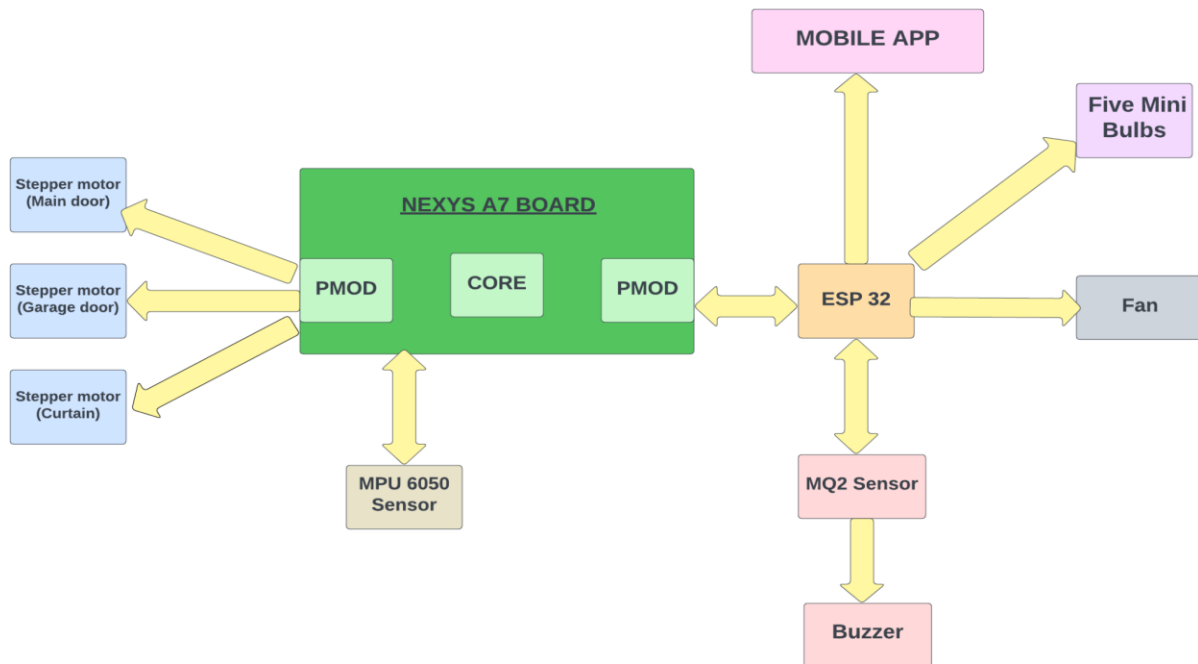 MOBILE APP
Five Mini
Bulbs
Stepper motor
(Main door)
NEXYS A7 BOARD
Stepper motor
(Garage door)
PMOD
CORE
PMOD
ESP 32
Fan
Stepper motor
(Curtain)
MPU 6050
Sensor
MQ2 Sensor
Buzzer